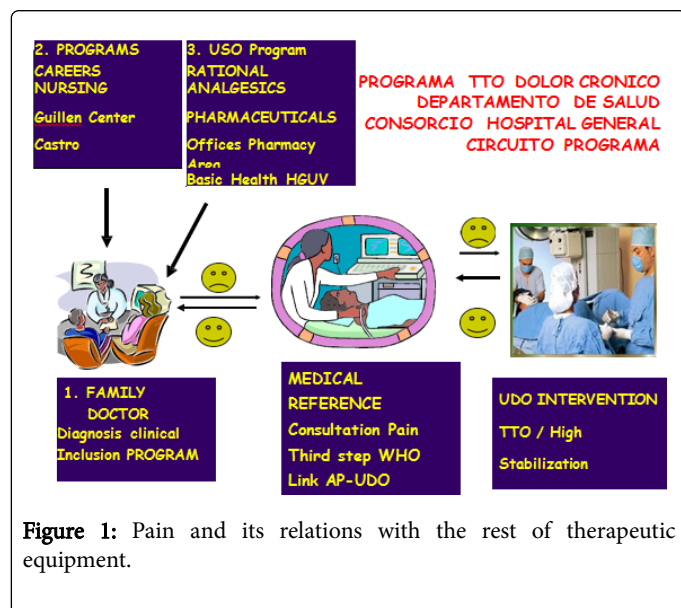 2. PROGRAMS
CAREERS
NURSING
Guillen Center
Castro
3. USO Program
RATIONAL
ANALGESICS
PHARMACEUTICALS
Offices Pharmacy
Area
Basic Health HGUV
PROGRAMA TTO DOLOR CRONICO
DEPARTAMENTO DE SALUD
CONSORCIO HOSPITAL GENERAL
CIRCUITO PROGRAMA
1. FAMILY
DOCTOR
Diagnosis clinical
Inclusion PROGRAM
MEDICAL
REFERENCE
Consultation Pain
Third step WHO
Link AP-UDO
UDO INTERVENTION
TTO / High
Stabilization
Figure 1: Pain and its relations with the rest of therapeutic
equipment.